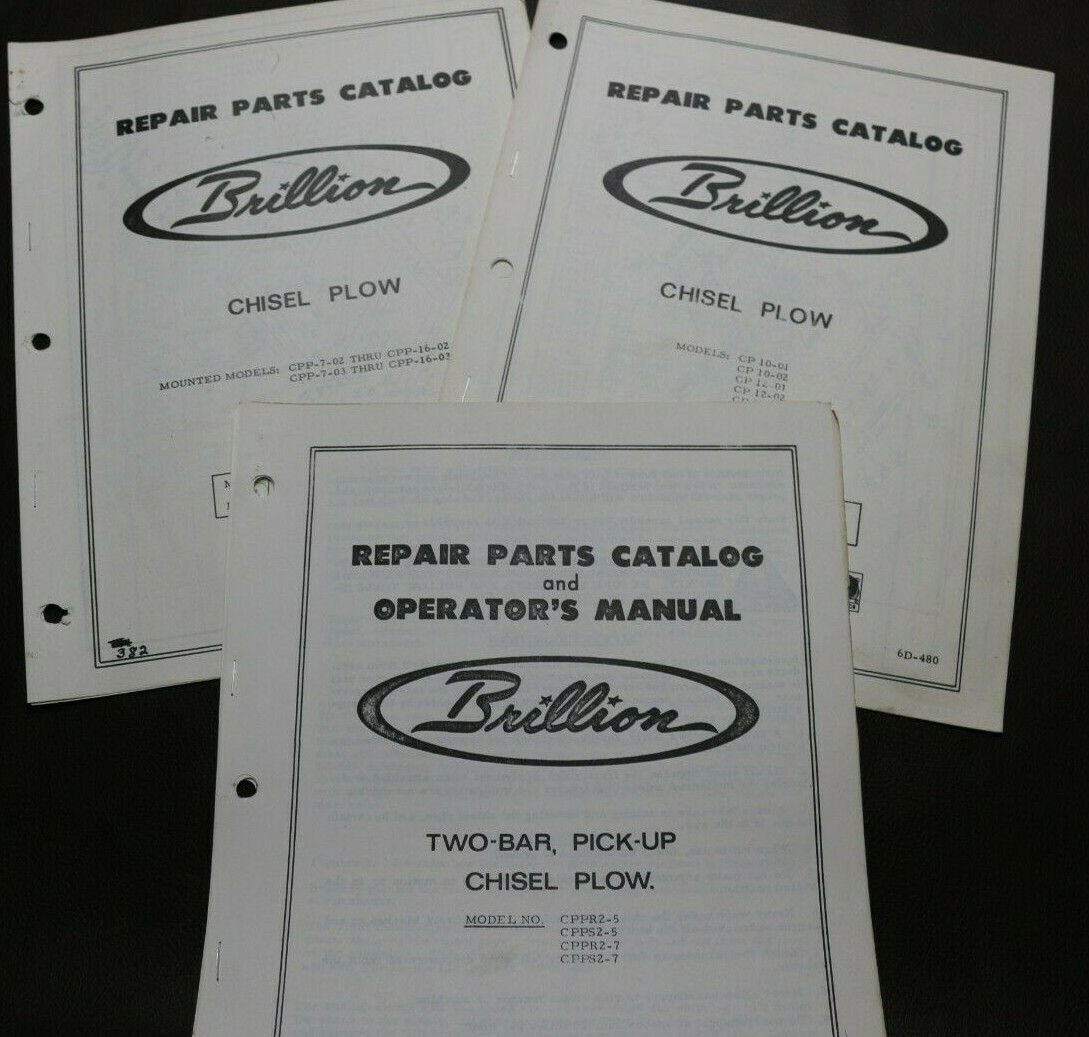 REPAIR PARTS CATALOG
Brillion
CHISEL PLOW
MOUNTED MODELS: CPP-7-02 THRU CPP-16-02
CPP-7-03 THRU CPP-16-03
382
REPAIR PARTS CATALOG
Brillion
CHISEL PLOW
MODELS: CP 10-01
CP 10-02
CP 12-01
CP 12-02
6D-480
REPAIR PARTS CATALOG
and
OPERATOR'S MANUAL
Brillion
TWO-BAR, PICK-UP
CHISEL PLOW.
MODEL NO. CPPR2-5
CPPS2-5
CPPR2-7
CPPS2-7